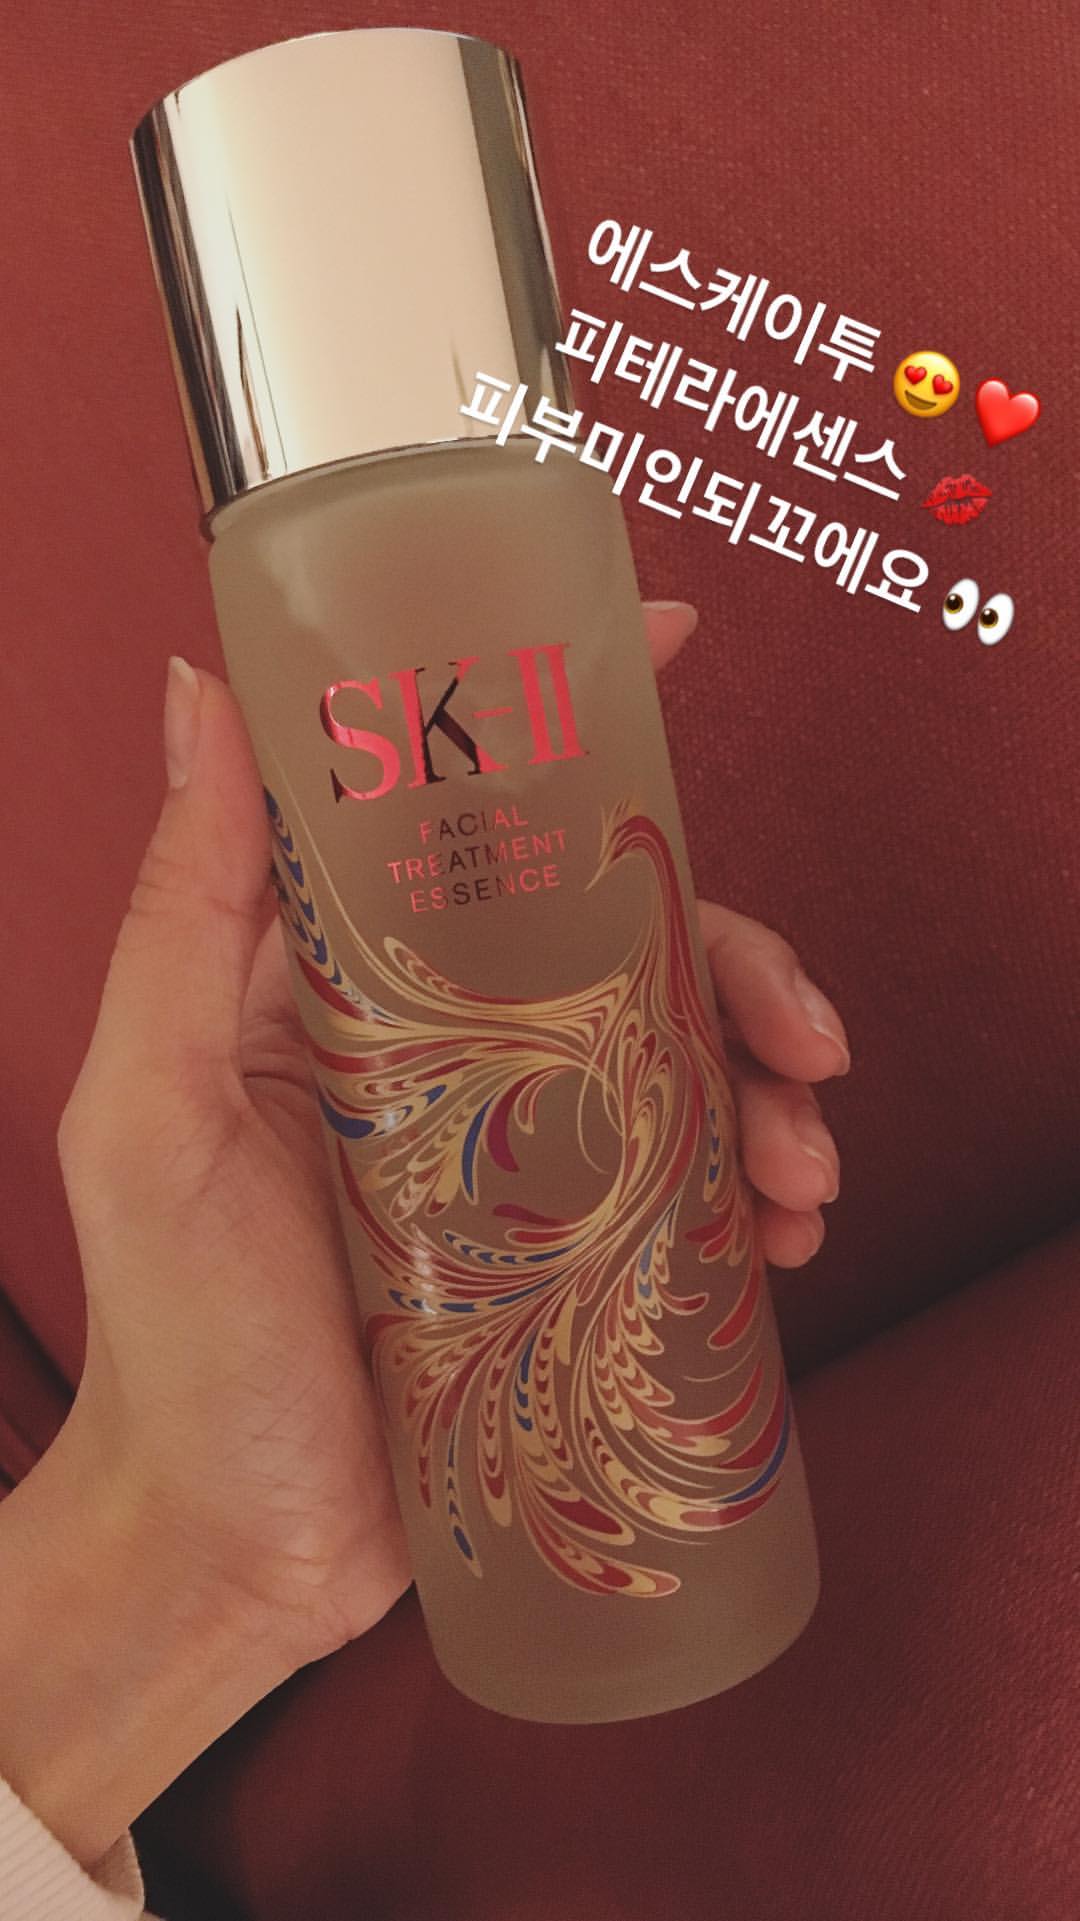 에스케이투 😍 ❤️
피테라에센스 💋
피부미인되꼬에요 👀
SK-II
FACIAL
TREATMENT
ESSENCE